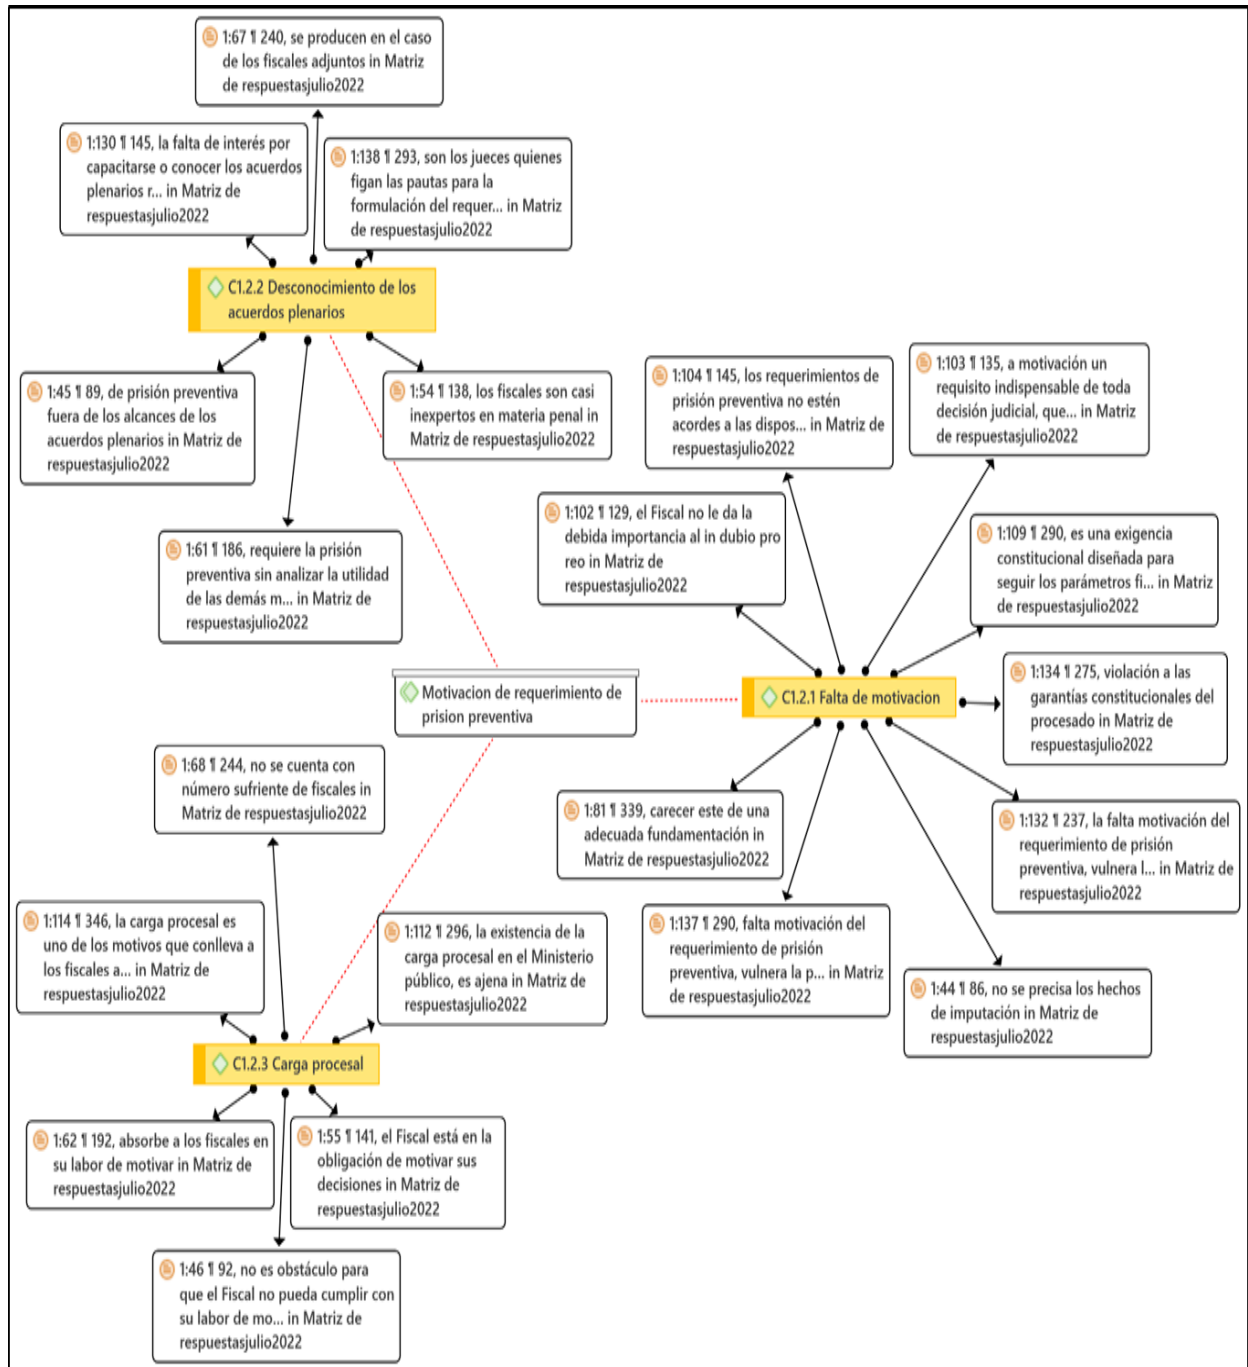 1:67 ¶ 240, se producen en el caso
de los fiscales adjuntos in Matriz
de respuestasjulio2022
1:130 ¶ 145, la falta de interés por
capacitarse o conocer los acuerdos
plenarios r... in Matriz de
respuestasjulio2022
1:138 ¶ 293, son los jueces quienes
figan las pautas para la
formulación del requer... in Matriz
de respuestasjulio2022
C1.2.2 Desconocimiento de los
acuerdos plenarios
1:45 ¶ 89, de prisión preventiva
fuera de los alcances de los
acuerdos plenarios in Matriz de
respuestasjulio2022
1:54 ¶ 138, los fiscales son casi
inexpertos en materia penal in
Matriz de respuestasjulio2022
1:61 ¶ 186, requiere la prisión
preventiva sin analizar la utilidad
de las demás m... in Matriz de
respuestasjulio2022
1:104 ¶ 145, los requerimientos de
prisión preventiva no estén
acordes a las dispos... in Matriz de
respuestasjulio2022
1:103 ¶ 135, a motivación un
requisito indispensable de toda
decisión judicial, que... in Matriz
de respuestasjulio2022
1:102 ¶ 129, el Fiscal no le da la
debida importancia al in dubio pro
reo in Matriz de
respuestasjulio2022
1:109 ¶ 290, es una exigencia
constitucional diseñada para
seguir los parámetros fi... in Matriz
de respuestasjulio2022
1:134 ¶ 275, violación a las
garantías constitucionales del
procesado in Matriz de
respuestasjulio2022
Motivacion de requerimiento de
prision preventiva
C1.2.1 Falta de motivacion
1:68 ¶ 244, no se cuenta con
número sufriente de fiscales in
Matriz de respuestasjulio2022
1:81 ¶ 339, carecer este de una
adecuada fundamentación in
Matriz de respuestasjulio2022
1:132 ¶ 237, la falta motivación del
requerimiento de prisión
preventiva, vulnera l... in Matriz de
respuestasjulio2022
1:114 ¶ 346, la carga procesal es
uno de los motivos que conlleva a
los fiscales a... in Matriz de
respuestasjulio2022
1:112 ¶ 296, la existencia de la
carga procesal en el Ministerio
público, es ajena in Matriz de
respuestasjulio2022
1:137 ¶ 290, falta motivación del
requerimiento de prisión
preventiva, vulnera la p... in Matriz
de respuestasjulio2022
1:44 ¶ 86, no se precisa los hechos
de imputación in Matriz de
respuestasjulio2022
C1.2.3 Carga procesal
1:62 ¶ 192, absorbe a los fiscales en
su labor de motivar in Matriz de
respuestasjulio2022
1:55 ¶ 141, el Fiscal está en la
obligación de motivar sus
decisiones in Matriz de
respuestasjulio2022
1:46 ¶ 92, no es obstáculo para
que el Fiscal no pueda cumplir con
su labor de mo... in Matriz de
respuestasjulio2022